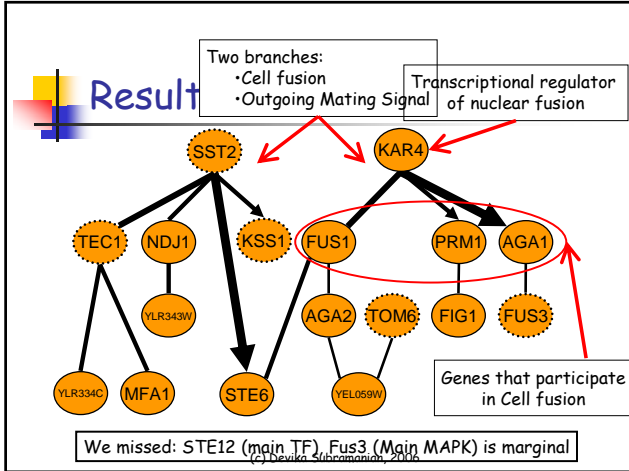 Two branches:
•Cell fusion
•Outgoing Mating Signal
Transcriptional regulator
of nuclear fusion
Result
SST2
KAR4
TEC1
NDJ1
KSS1
FUS1
PRM1
AGA1
YLR343W
AGA2
TOM6
FIG1
FUS3
YLR334C
MFA1
STE6
YEL059W
Genes that participate
in Cell fusion
We missed: STE12 (main TF), Fus3 (Main MAPK) is marginal
(c) Devika Subramanian, 2006